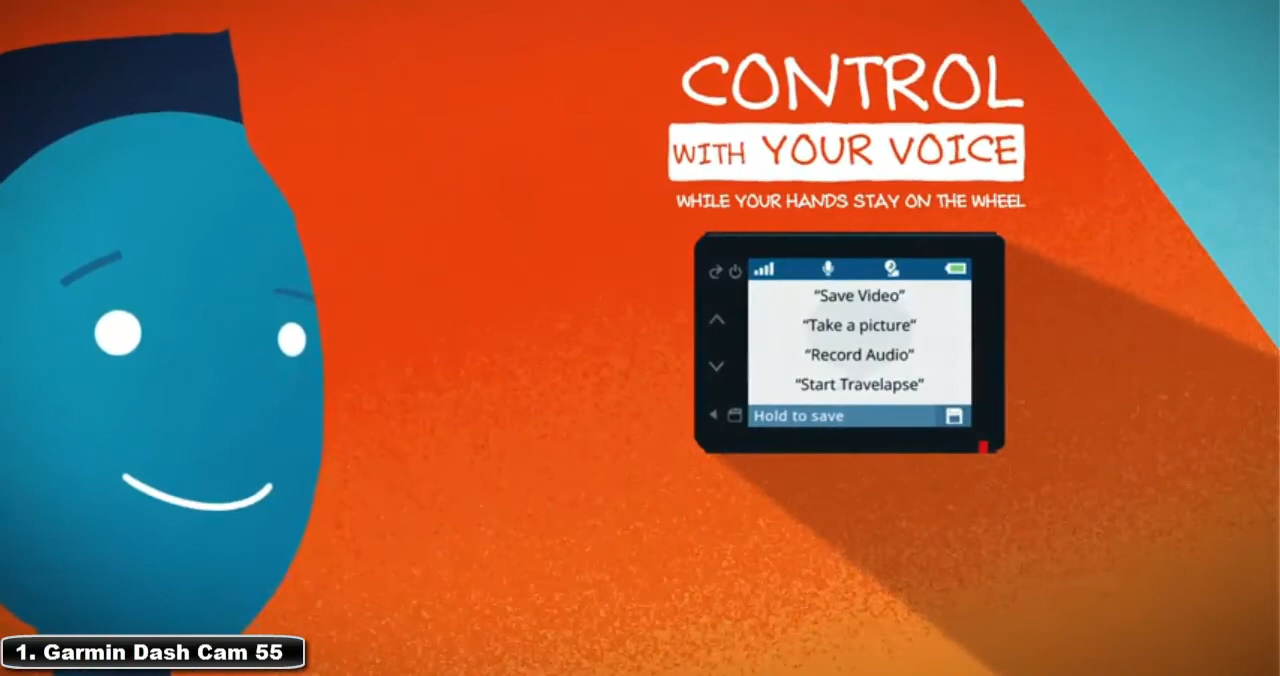 CONTROL
WITH YOUR VOICE
WHILE YOUR HANDS STAY ON THE WHEEL
“Save Video”
“Take a picture”
“Record Audio”
“Start Travelapse”
Hold to save
1. Garmin Dash Cam 55